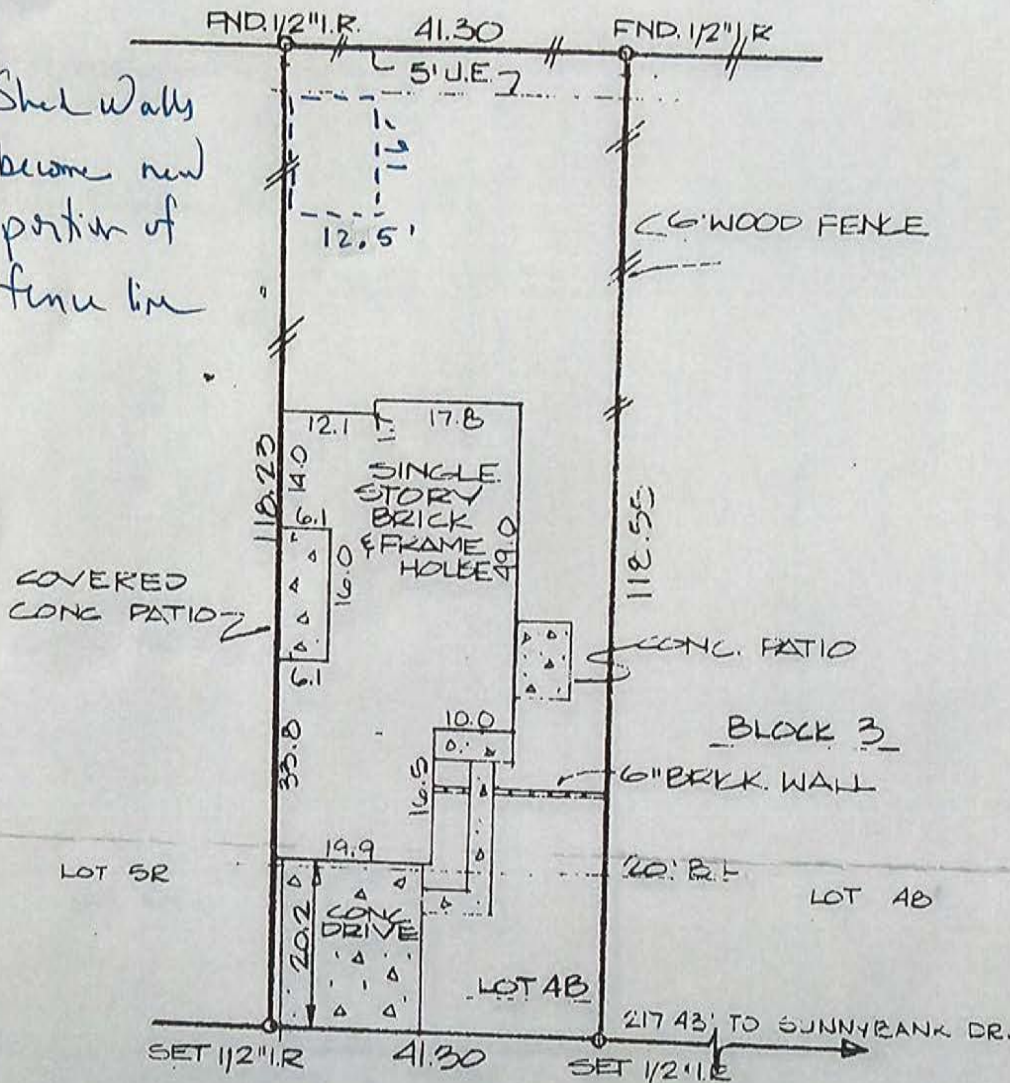 FND. 1/2" I.R. 41.30 FND. 1/2" I.R
5' U.E.
Shed Walls
become new
portion of
fence line
16'
12.5'
6' WOOD FENCE
12.1 1.1 17.8
118.23
14.0
SINGLE
STORY
BRICK
& FRAME
HOUSE
49.0
118.55
6.1
16.0
COVERED
CONC PATIO
6.1
CONC. PATIO
33.8
10.0
BLOCK 3
16.5
6" BRICK WALL
19.9
LOT 5R
20' B.L
LOT 4B
20.2
CONC
DRIVE
LOT 4B
217.43' TO SUNNYBANK DR.
SET 1/2" I.R 41.30 SET 1/2" I.R